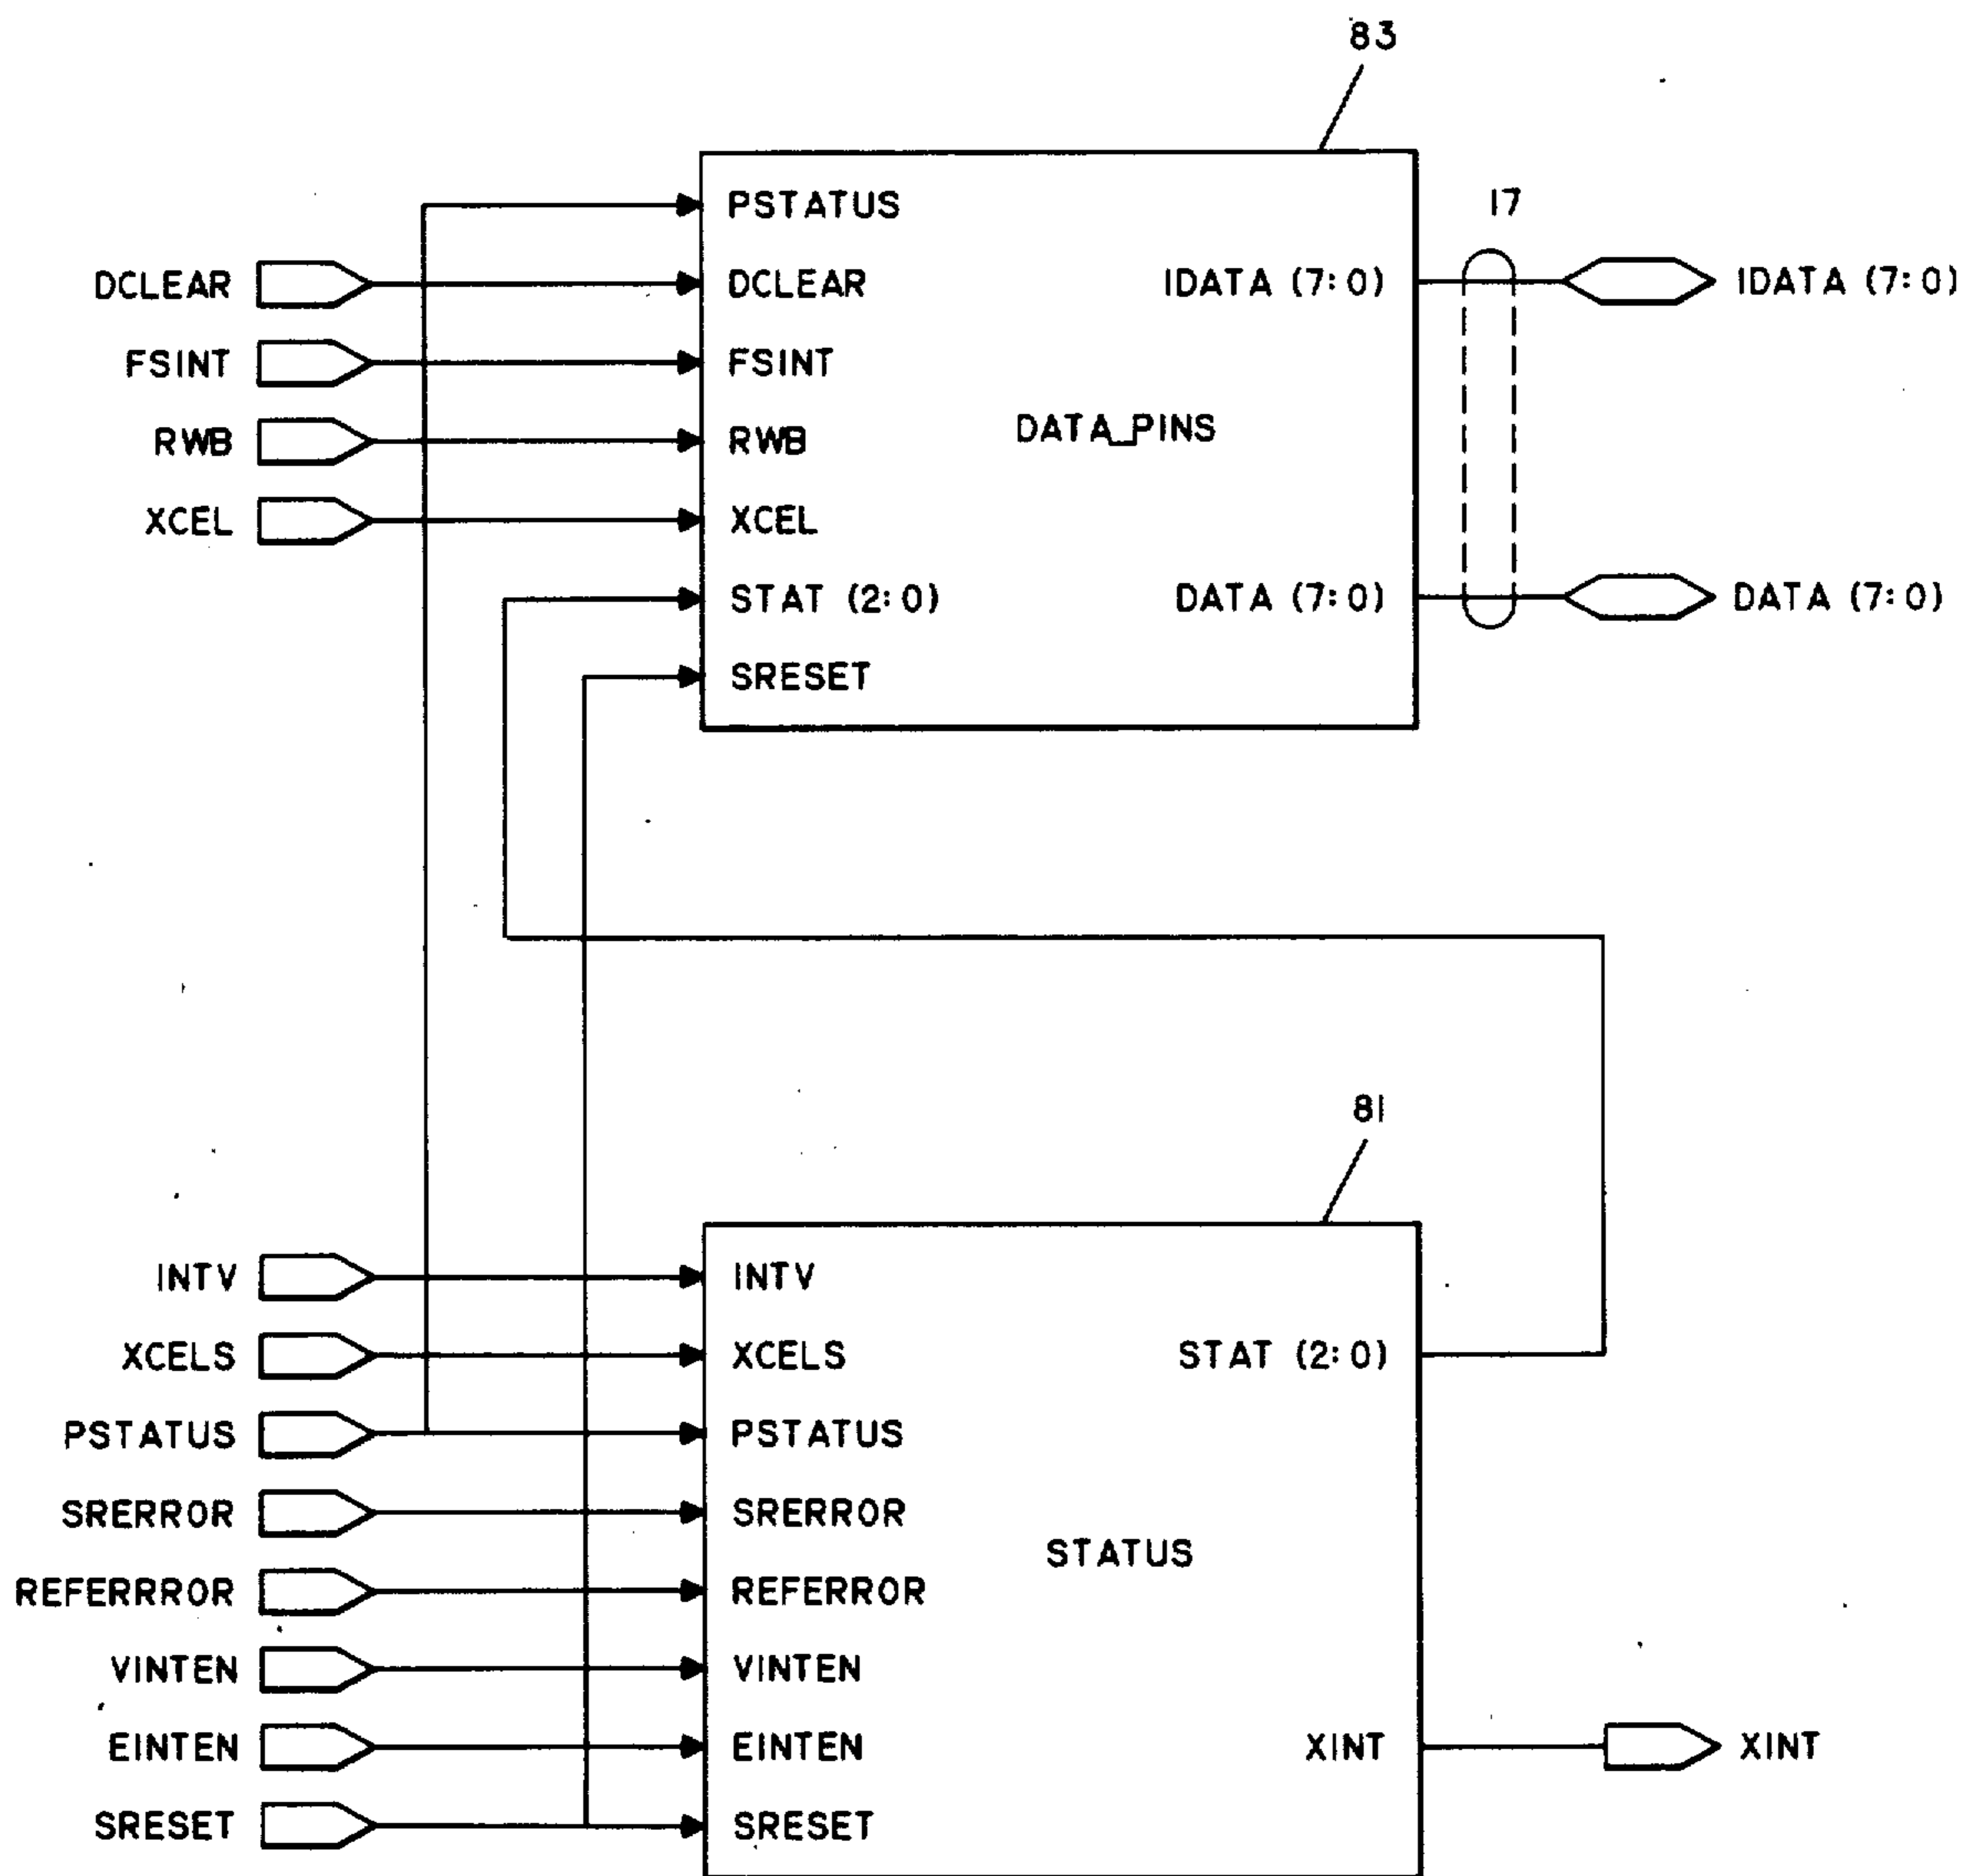 83
PSTATUS
17
DCLEAR DCLEAR IDATA (7:0) IDATA (7:0)
FSINT FSINT
RWB RWB DATA_PINS
XCEL XCEL
STAT (2:0) DATA (7:0) DATA (7:0)
SRESET
81
INTV INTV
XCELS XCELS STAT (2:0)
PSTATUS PSTATUS
SRERROR SRERROR
STATUS
REFERRROR REFERROR
VINTEN VINTEN
EINTEN EINTEN XINT XINT
SRESET SRESET